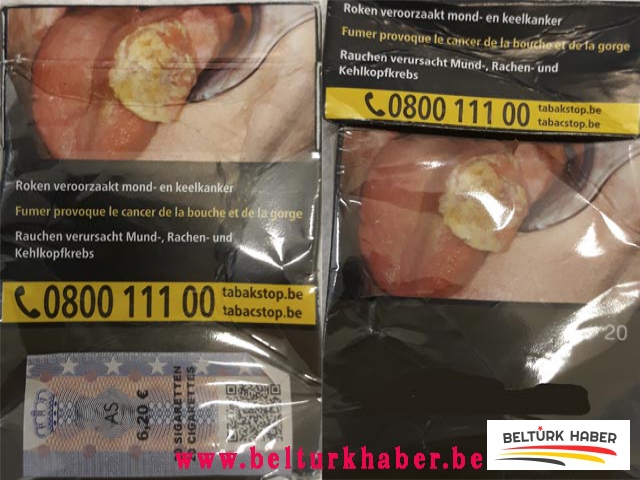 Roken veroorzaakt mond- en keelkanker
Fumer provoque le cancer de la bouche et de la gorge
Rauchen verursacht Mund-, Rachen- und
Kehlkopfkrebs
0800 111 00
tabakstop.be
tabacstop.be
AS
6,20 €
SIGARETTEN
CIGARETTES
Roken veroorzaakt mond- en keelkanker
Fumer provoque le cancer de la bouche et de la gorge
Rauchen verursacht Mund-, Rachen- und
Kehlkopfkrebs
0800 111 00
tabakstop.be
tabacstop.be
20
BELTÜRK HABER
www.belturkhaber.be